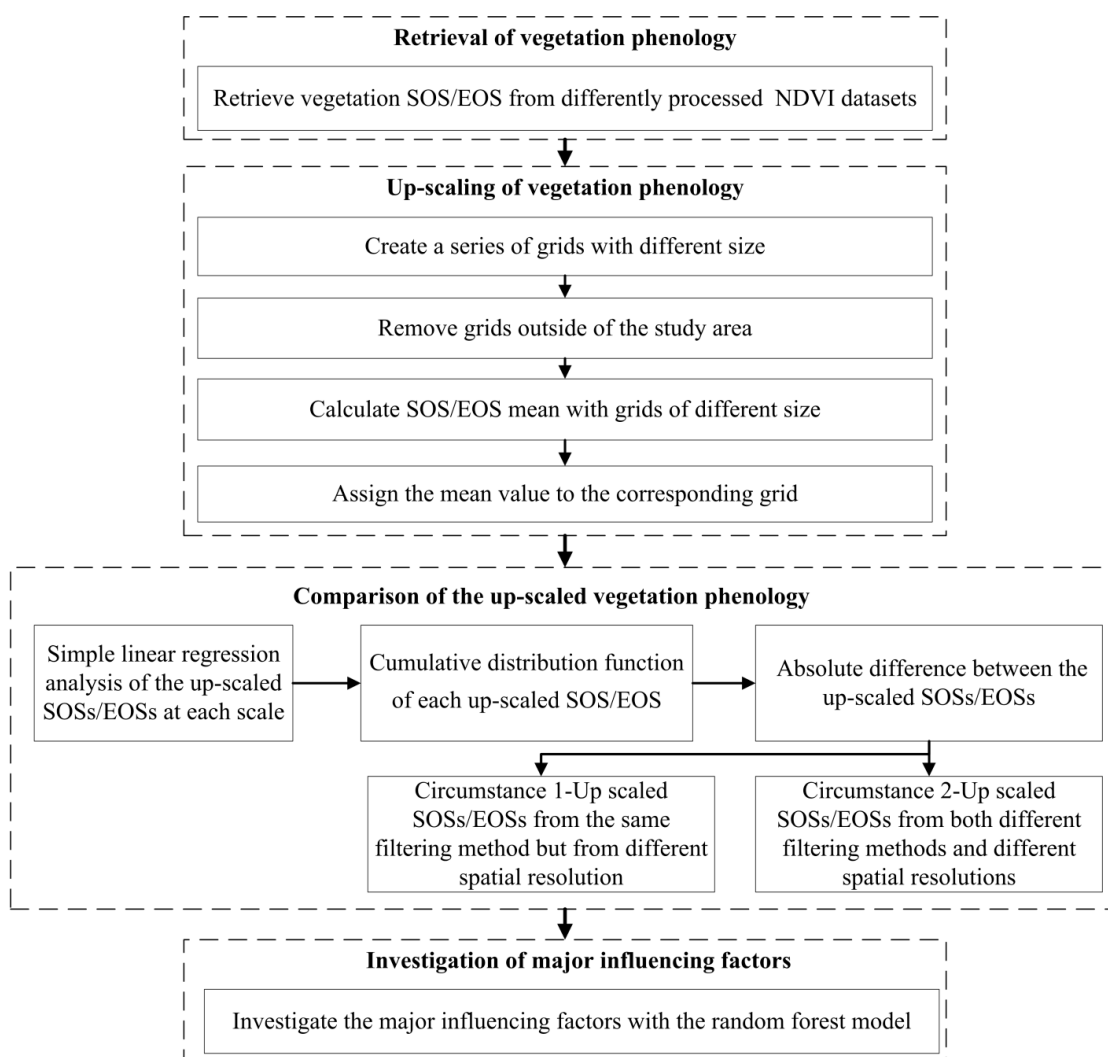 Retrieval of vegetation phenology
Retrieve vegetation SOS/EOS from differently processed NDVI datasets
Up-scaling of vegetation phenology
Create a series of grids with different size
Remove grids outside of the study area
Calculate SOS/EOS mean with grids of different size
Assign the mean value to the corresponding grid
Comparison of the up-scaled vegetation phenology
Simple linear regression
analysis of the up-scaled
SOSs/EOSs at each scale
Cumulative distribution function
of each up-scaled SOS/EOS
Absolute difference between the
up-scaled SOSs/EOSs
Circumstance 1-Up scaled
SOSs/EOSs from the same
filtering method but from different
spatial resolution
Circumstance 2-Up scaled
SOSs/EOSs from both different
filtering methods and different
spatial resolutions
Investigation of major influencing factors
Investigate the major influencing factors with the random forest model